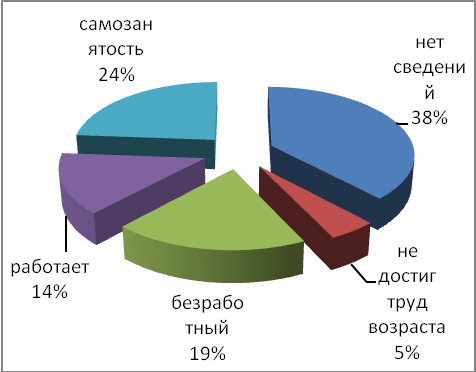 самозан
ятость
24%
нет
сведени
й
38%
работает
14%
безрабо
тный
19%
не
достиг
труд
возраста
5%